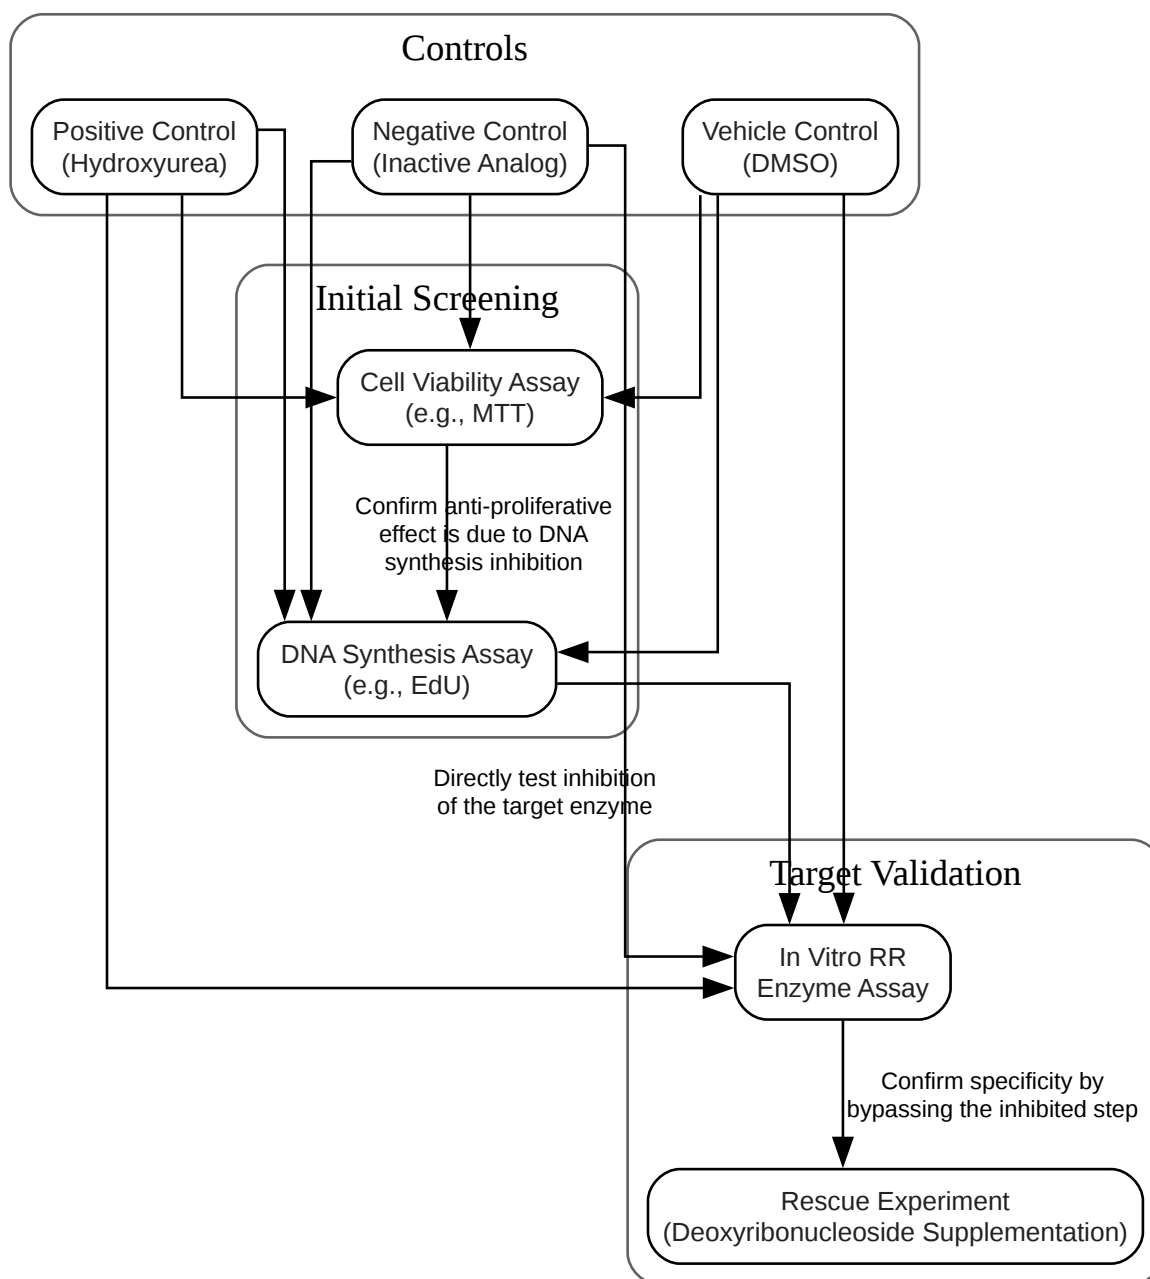 Controls
Positive Control
(Hydroxyurea)
Negative Control
(Inactive Analog)
Vehicle Control
(DMSO)
Initial Screening
Cell Viability Assay
(e.g., MTT)
Confirm anti-proliferative
effect is due to DNA
synthesis inhibition
DNA Synthesis Assay
(e.g., EdU)
Directly test inhibition
of the target enzyme
Target Validation
In Vitro RR
Enzyme Assay
Confirm specificity by
bypassing the inhibited step
Rescue Experiment
(Deoxyribonucleoside Supplementation)